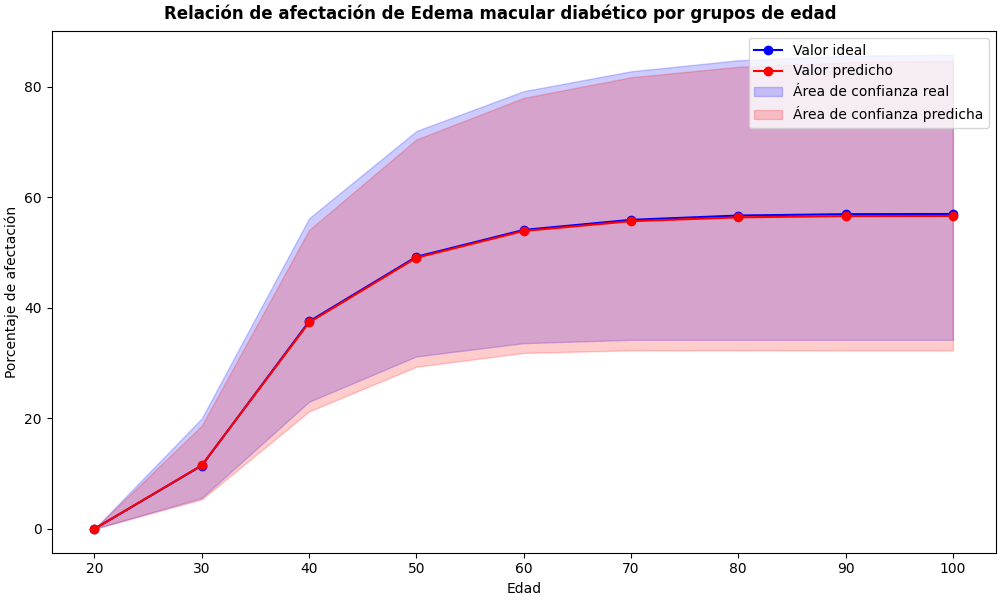 Relación de afectación de Edema macular diabético por grupos de edad
Valor ideal
Valor predicho
Área de confianza real
Área de confianza predicha
Porcentaje de afectación
80
60
40
20
0
20 30 40 50 60 70 80 90 100
Edad